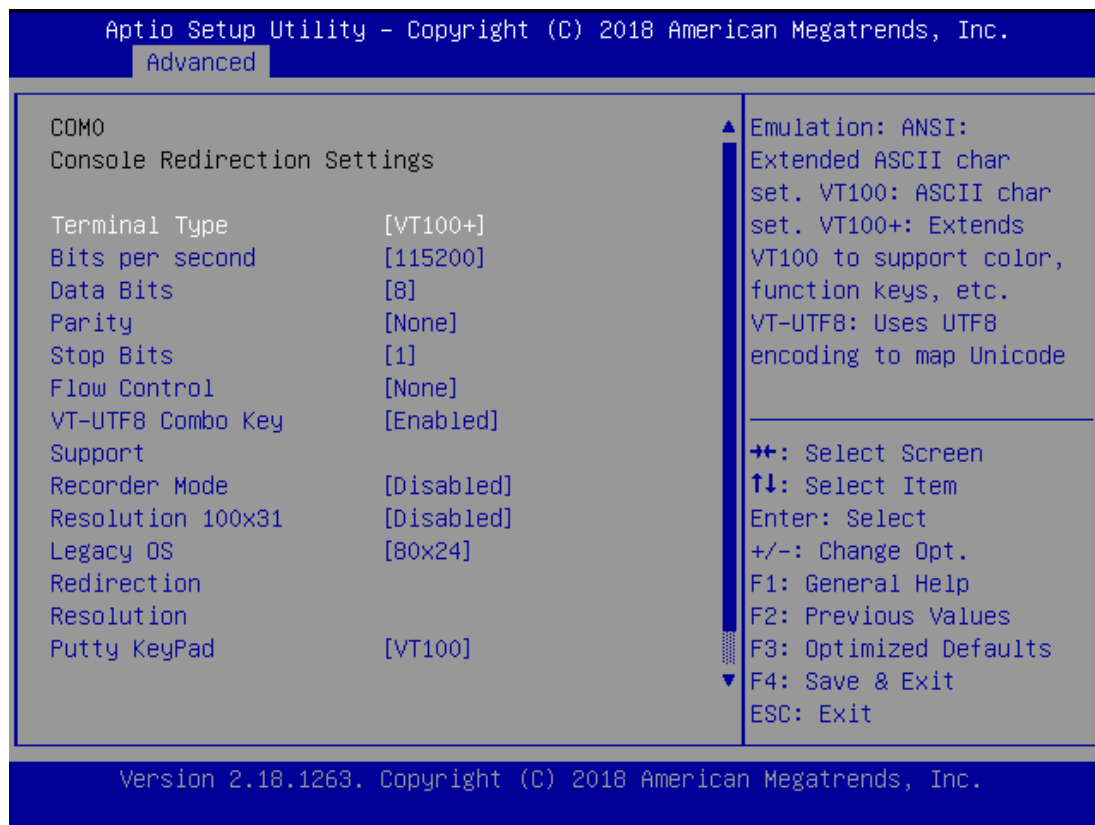 Aptio Setup Utility – Copyright (C) 2018 American Megatrends, Inc.
Advanced
COM0
Console Redirection Settings
Terminal Type [VT100+]
Bits per second [115200]
Data Bits [8]
Parity [None]
Stop Bits [1]
Flow Control [None]
VT-UTF8 Combo Key [Enabled]
Support
Recorder Mode [Disabled]
Resolution 100x31 [Disabled]
Legacy OS [80x24]
Redirection
Resolution
Putty KeyPad [VT100]
Emulation: ANSI:
Extended ASCII char
set. VT100: ASCII char
set. VT100+: Extends
VT100 to support color,
function keys, etc.
VT-UTF8: Uses UTF8
encoding to map Unicode
→←: Select Screen
↑↓: Select Item
Enter: Select
+/-: Change Opt.
F1: General Help
F2: Previous Values
F3: Optimized Defaults
F4: Save & Exit
ESC: Exit
Version 2.18.1263. Copyright (C) 2018 American Megatrends, Inc.